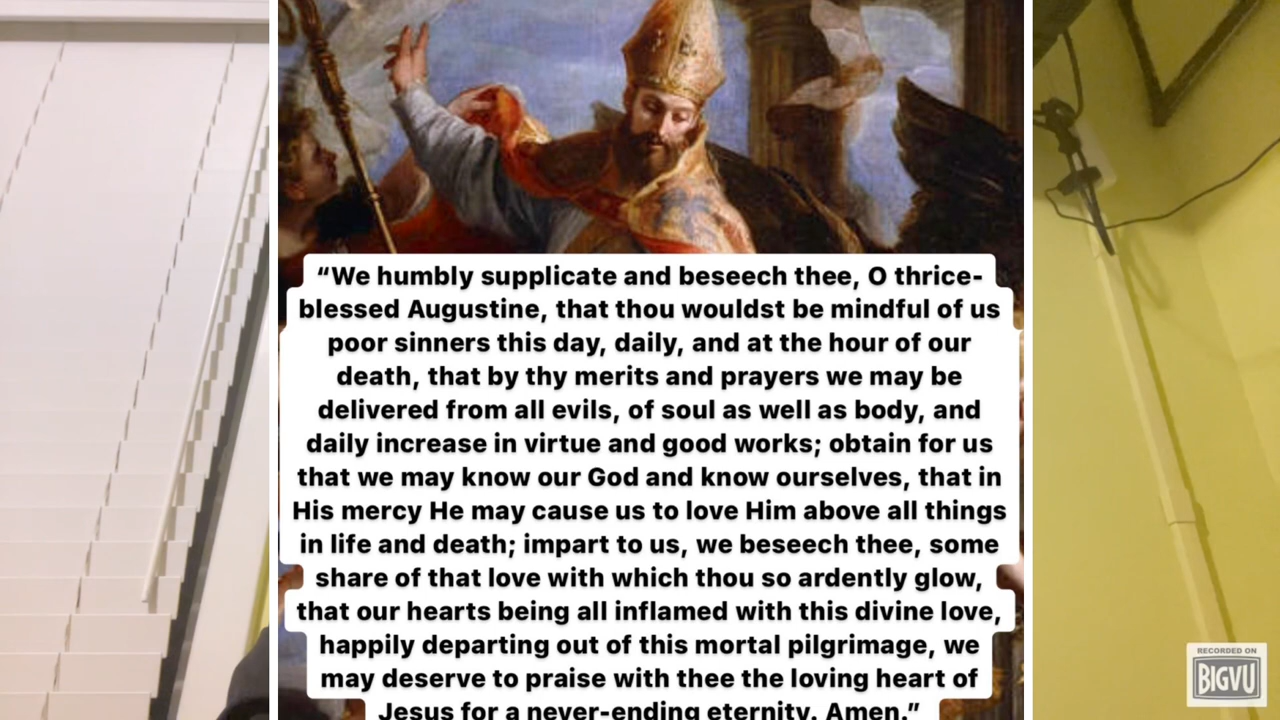 “We humbly supplicate and beseech thee, O thrice-
blessed Augustine, that thou wouldst be mindful of us
poor sinners this day, daily, and at the hour of our
death, that by thy merits and prayers we may be
delivered from all evils, of soul as well as body, and
daily increase in virtue and good works; obtain for us
that we may know our God and know ourselves, that in
His mercy He may cause us to love Him above all things
in life and death; impart to us, we beseech thee, some
share of that love with which thou so ardently glow,
that our hearts being all inflamed with this divine love,
happily departing out of this mortal pilgrimage, we
may deserve to praise with thee the loving heart of
Jesus for a never-ending eternity. Amen.”
RECORDED ON
BIGVU